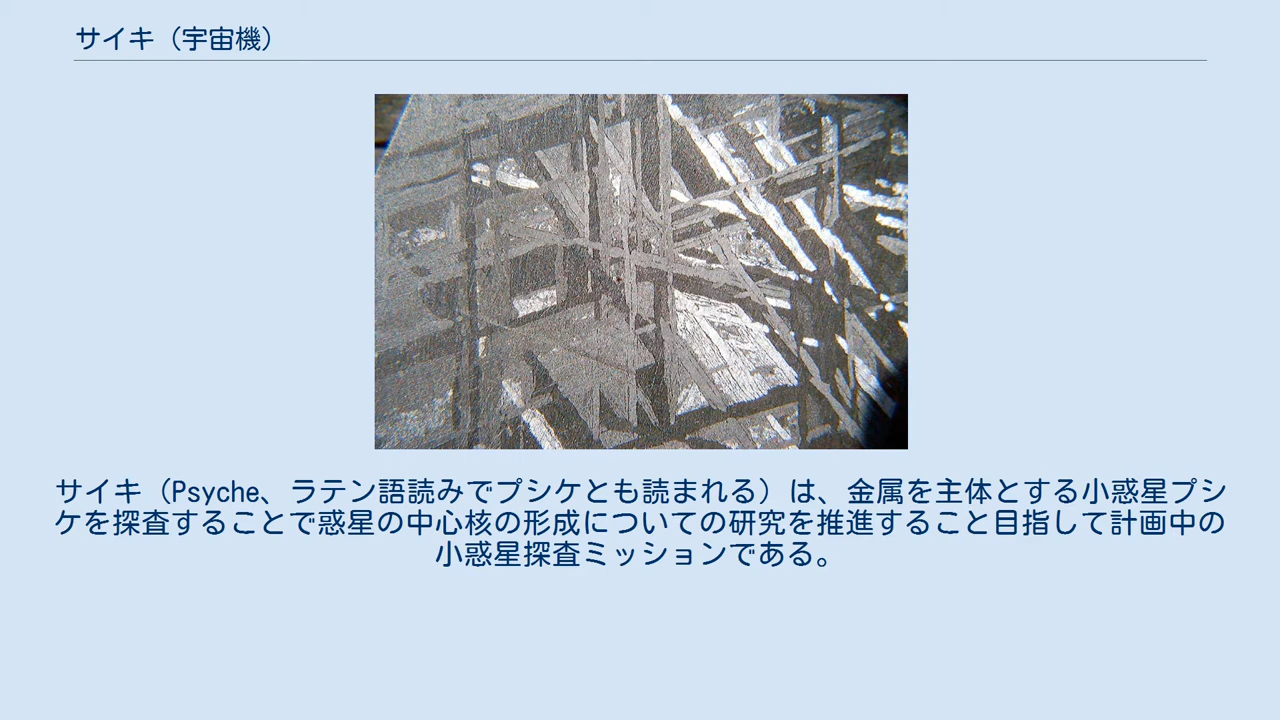 サイキ（宇宙機）
サイキ（Psyche、ラテン語読みでプシケとも読まれる）は、金属を主体とする小惑星プシ
ケを探査することで惑星の中心核の形成についての研究を推進すること目指して計画中の
小惑星探査ミッションである。